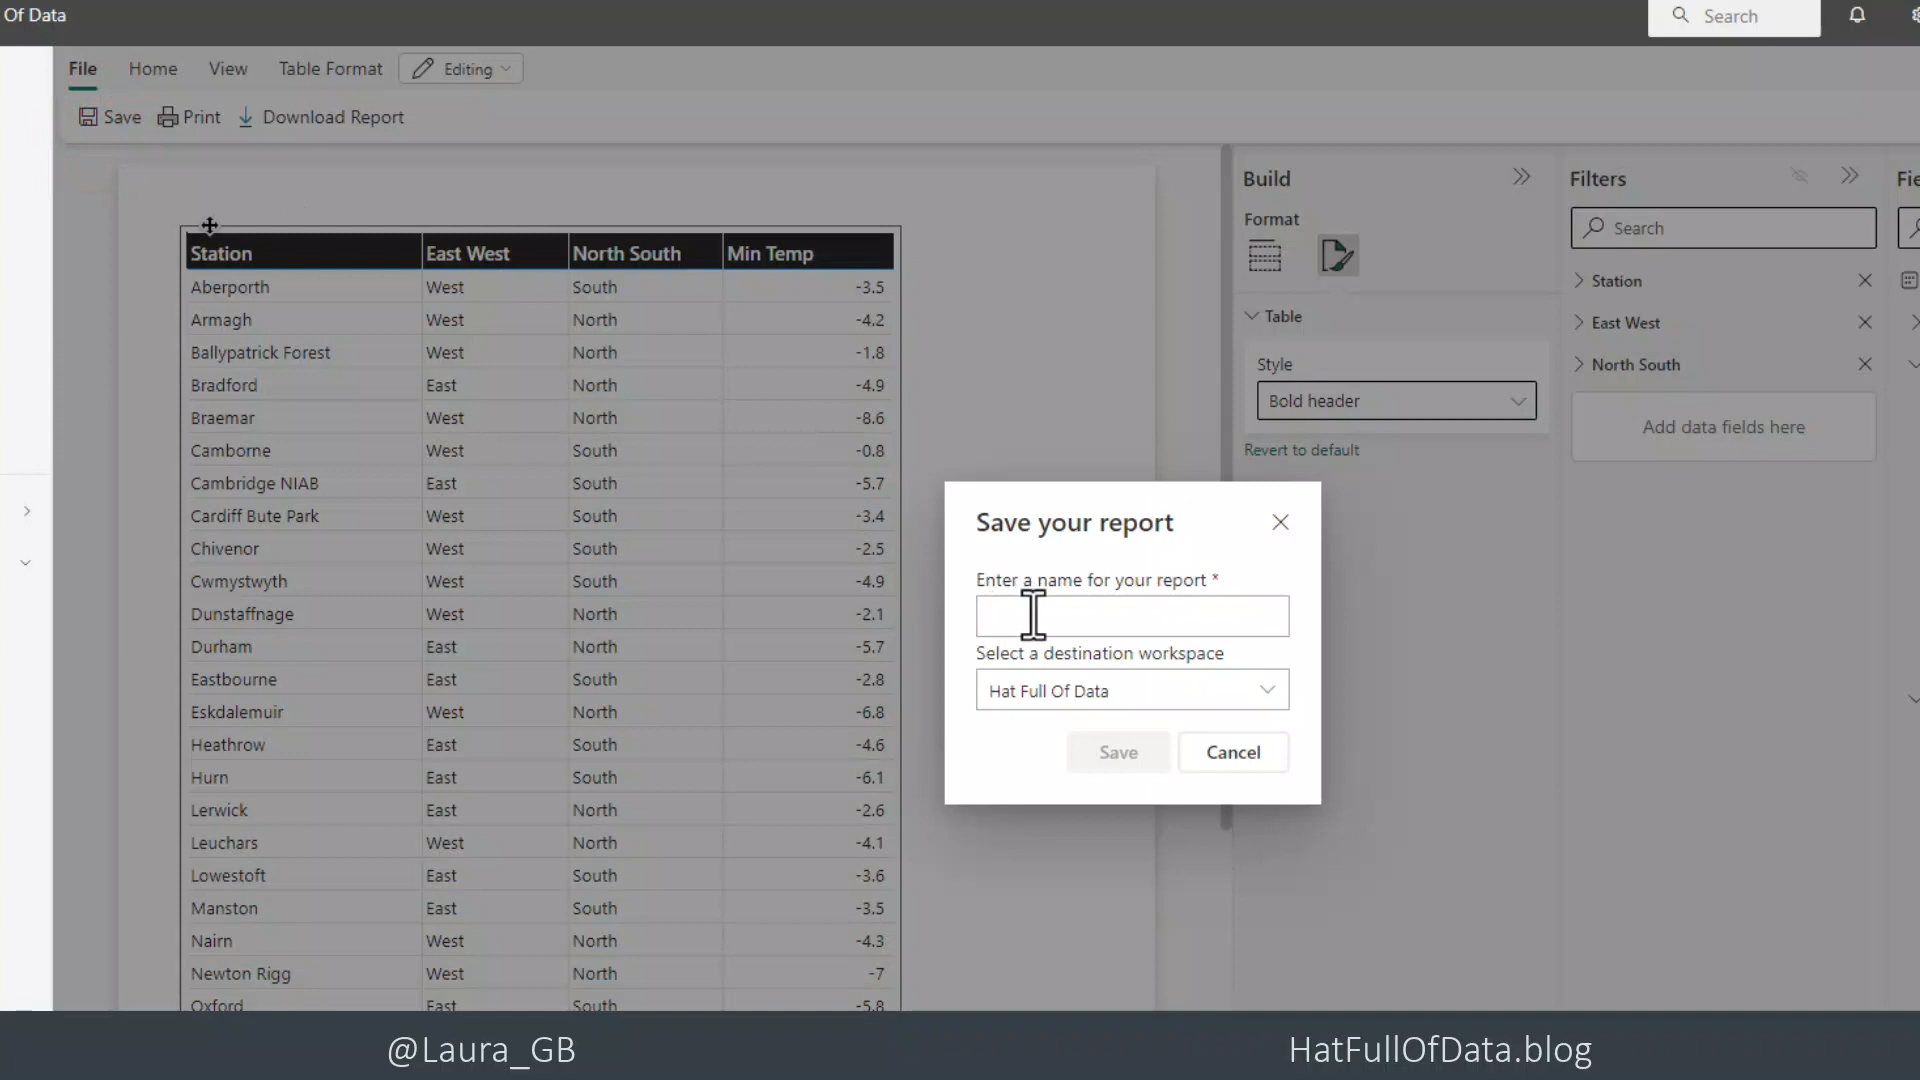 Of Data
Search
File Home View Table Format Editing
Save Print Download Report
Build
Filters
Fie
Format
Search
Station
East West
North South
Add data fields here
Table
Style
Bold header
Revert to default
Station East West North South Min Temp
Aberporth West South -3.5
Armagh West North -4.2
Ballypatrick Forest West North -1.8
Bradford East North -4.9
Braemar West North -8.6
Camborne West South -0.8
Cambridge NIAB East South -5.7
Cardiff Bute Park West South -3.4
Chivenor West South -2.5
Cwmystwyth West South -4.9
Dunstaffnage West North -2.1
Durham East North -5.7
Eastbourne East South -2.8
Eskdalemuir West North -6.8
Heathrow East South -4.6
Hurn East South -6.1
Lerwick East North -2.6
Leuchars West North -4.1
Lowestoft East South -3.6
Manston East South -3.5
Nairn West North -4.3
Newton Rigg West North -7
Oxford East South -5.8
Save your report
Enter a name for your report *
Select a destination workspace
Hat Full Of Data
Save Cancel
@Laura_GB
HatFullOfData.blog